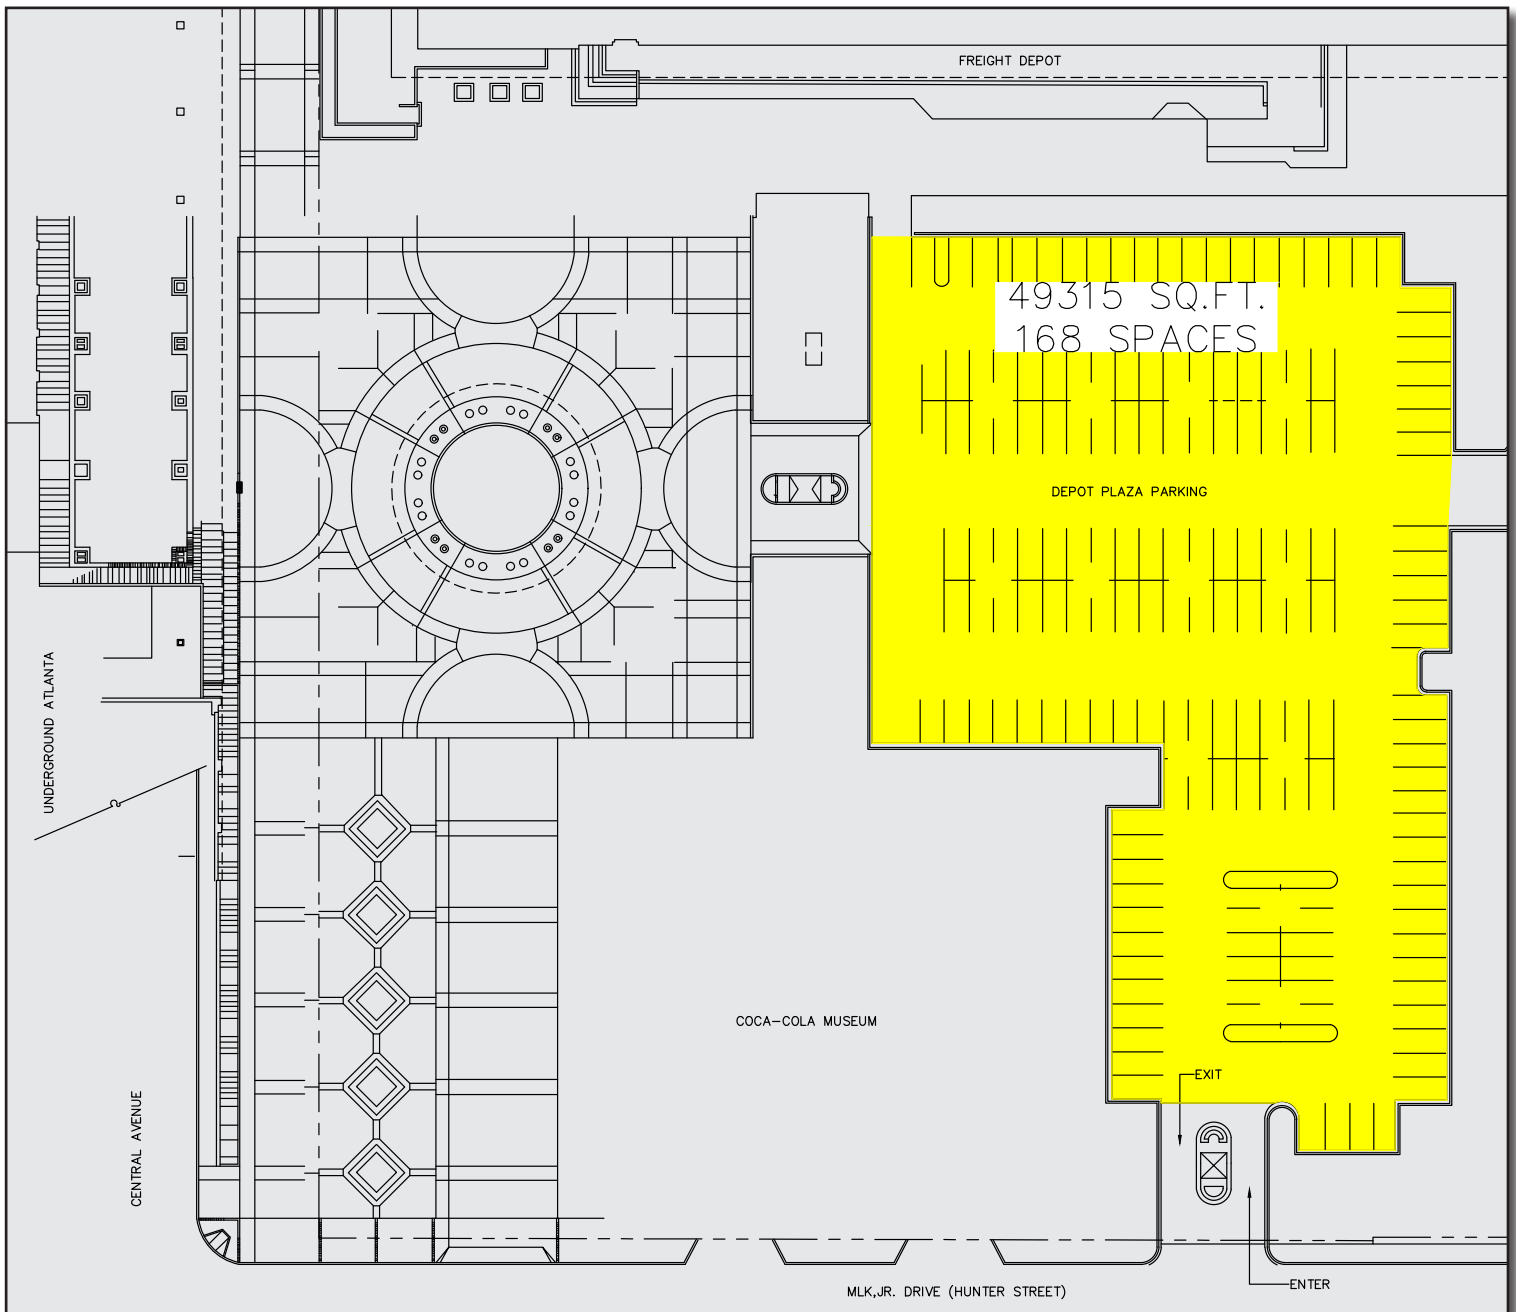 FREIGHT DEPOT
49315 SQ.FT.
168 SPACES
DEPOT PLAZA PARKING
UNDERGROUND ATLANTA
COCA-COLA MUSEUM
EXIT
CENTRAL AVENUE
ENTER
MLK,JR. DRIVE (HUNTER STREET)